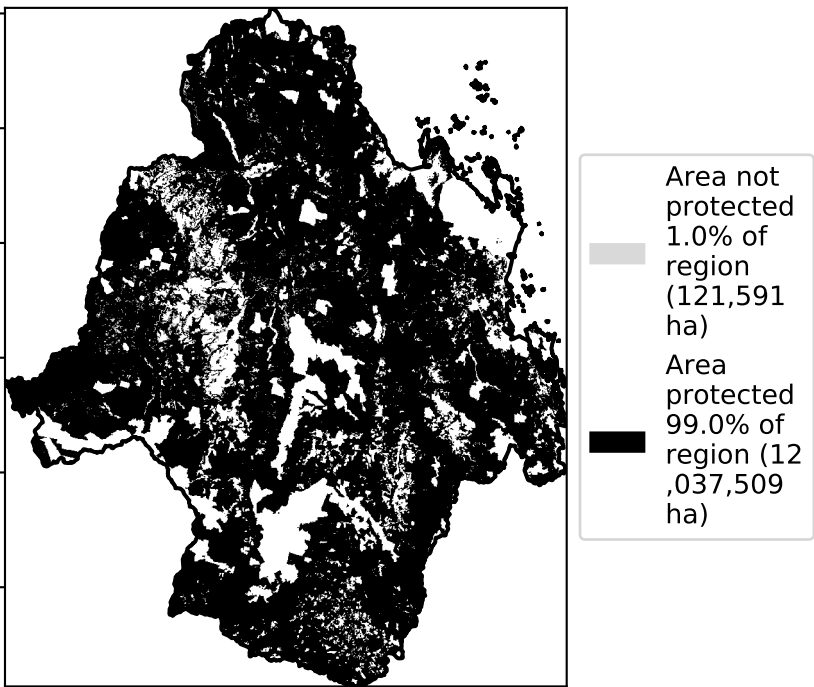 Area not
protected
1.0% of
region
(121,591
ha)
Area
protected
99.0% of
region (12
,037,509
ha)